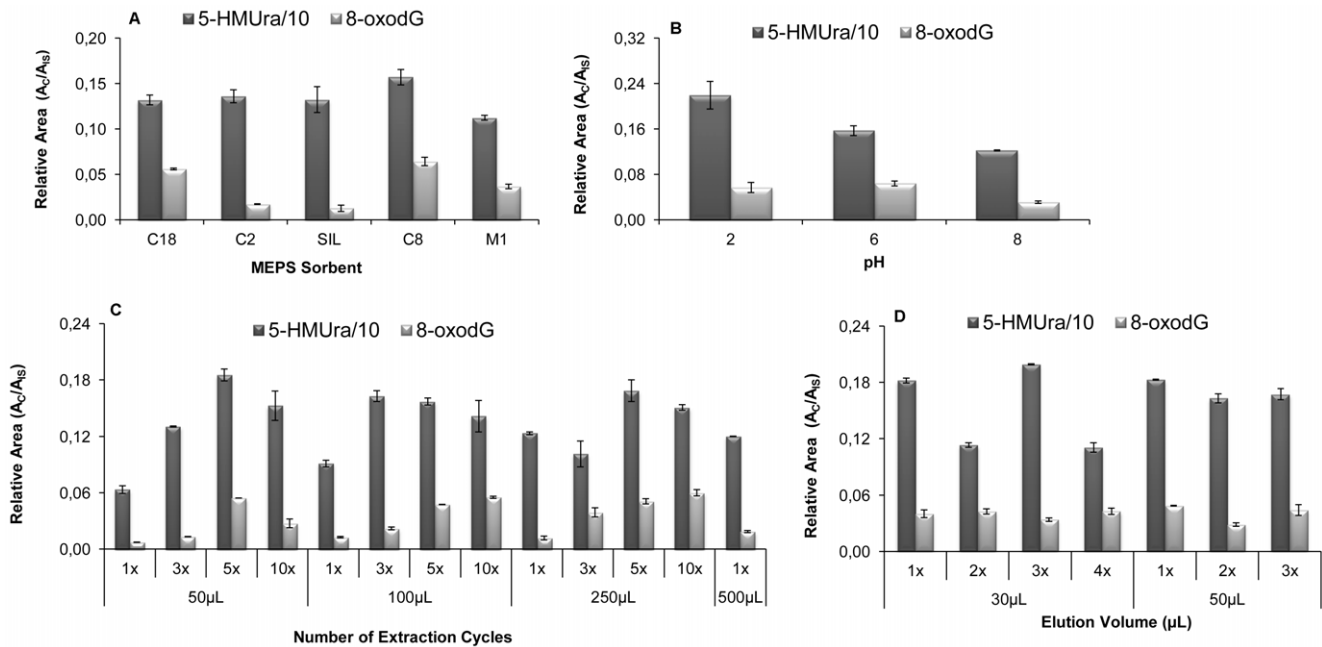 A
5-HMUra/10 8-oxodG
0,20
0,15
0,10
0,05
0,00
Relative Area (AC/AIS)
C18 C2 SIL C8 M1
MEPS Sorbent
B
5-HMUra/10 8-oxodG
0,32
0,24
0,16
0,08
0,00
Relative Area (AC/AIS)
2 6 8
pH
C
5-HMUra/10 8-oxodG
0,24
0,18
0,12
0,06
0,00
Relative Area (AC/AIS)
1x 3x 5x 10x 1x 3x 5x 10x 1x 3x 5x 10x 1x
50µL 100µL 250µL 500µL
Number of Extraction Cycles
D
5-HMUra/10 8-oxodG
0,24
0,18
0,12
0,06
0,00
Relative Area (AC/AIS)
1x 2x 3x 4x 1x 2x 3x
30µL 50µL
Elution Volume (µL)